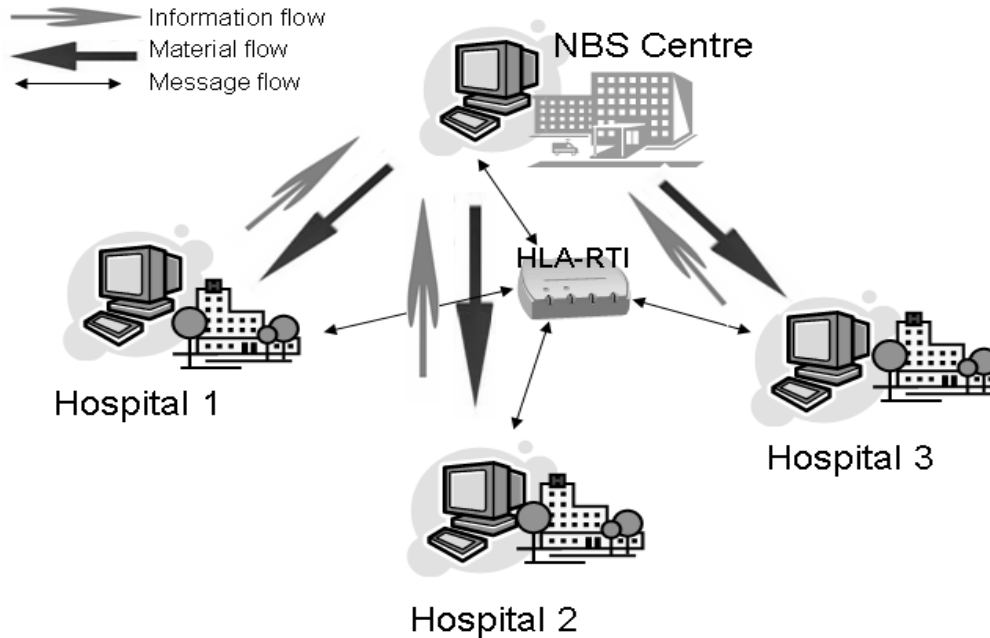 Information flow
Material flow
Message flow
NBS Centre
HLA-RTI
H
H
Hospital 1
Hospital 3
H
Hospital 2